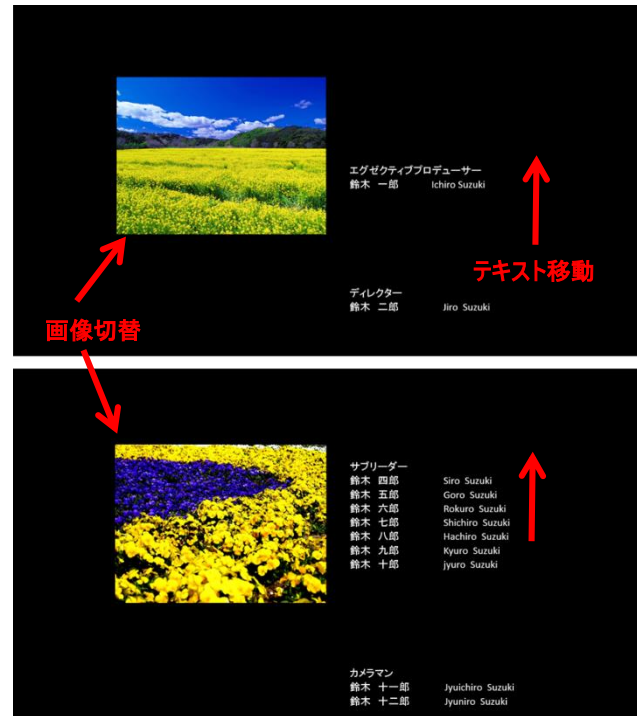 エグゼクティブプロデューサー
鈴木 一郎 Ichiro Suzuki
テキスト移動
ディレクター
鈴木 二郎 Jiro Suzuki
画像切替
サブリーダー
鈴木 四郎 Siro Suzuki
鈴木 五郎 Goro Suzuki
鈴木 六郎 Rokuro Suzuki
鈴木 七郎 Shichiro Suzuki
鈴木 八郎 Hachiro Suzuki
鈴木 九郎 Kyuro Suzuki
鈴木 十郎 jyuro Suzuki
カメラマン
鈴木 十一郎 Jyuichiro Suzuki
鈴木 十二郎 Jyuniro Suzuki